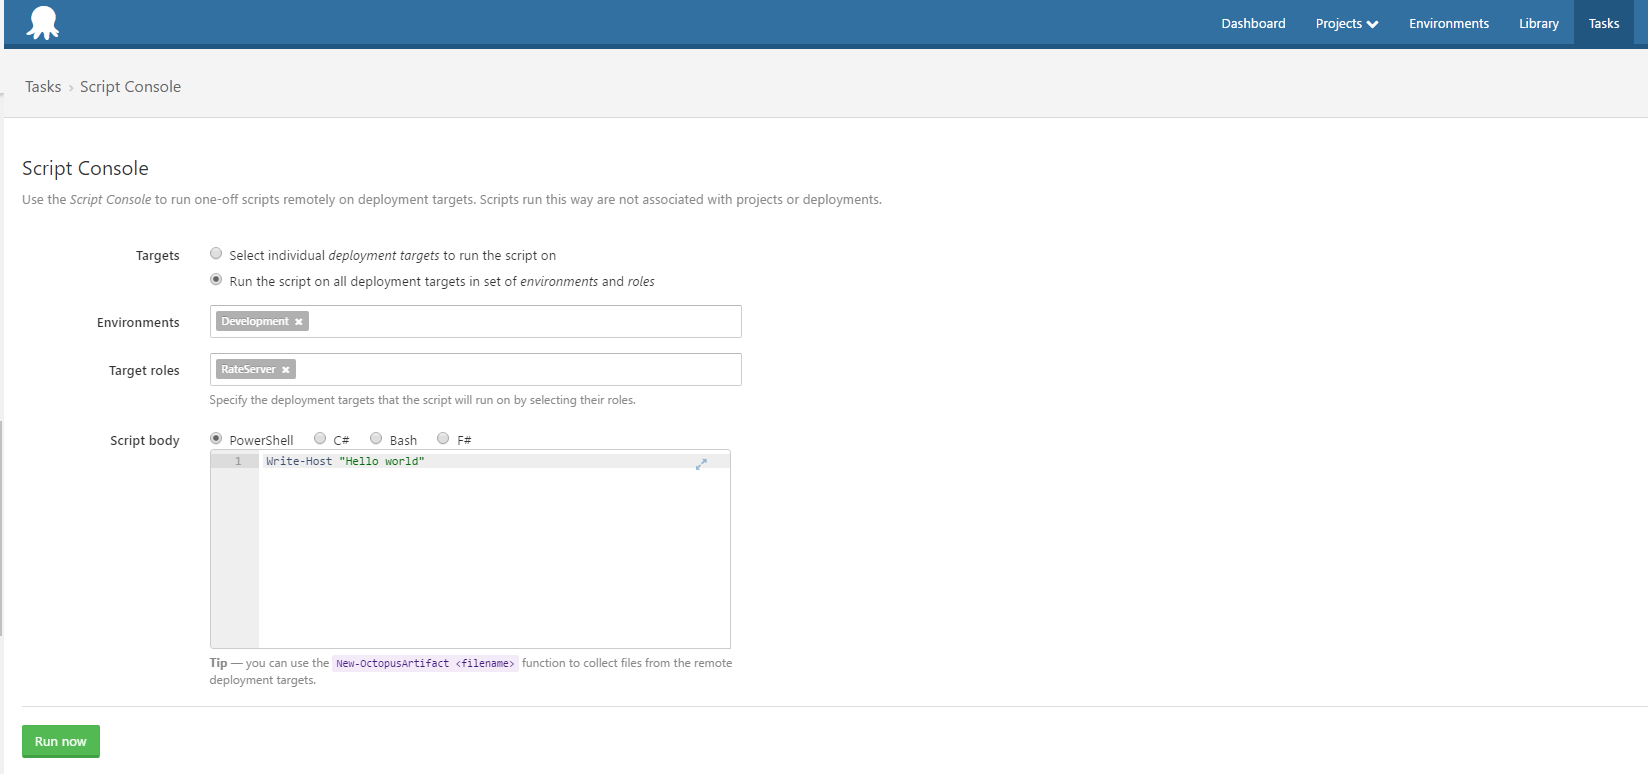 Dashboard Projects Environments Library Tasks
Tasks › Script Console
Script Console
Use the Script Console to run one-off scripts remotely on deployment targets. Scripts run this way are not associated with projects or deployments.
Targets Select individual deployment targets to run the script on
Run the script on all deployment targets in set of environments and roles
Environments Development ×
Target roles RateServer ×
Specify the deployment targets that the script will run on by selecting their roles.
Script body PowerShell C# Bash F#
1 Write-Host "Hello world"
Tip — you can use the New-OctopusArtifact <filename> function to collect files from the remote
deployment targets.
Run now